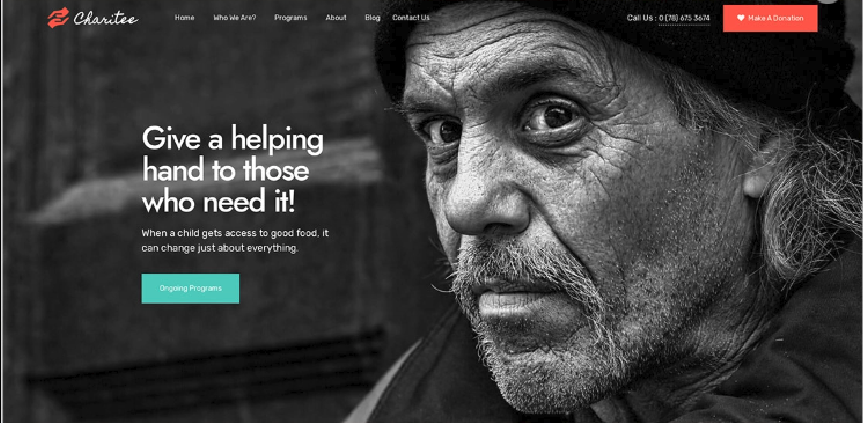 Charitee
Home Who We Are? Programs About Blog Contact Us
Call Us : 0 (78) 675 3674
Make A Donation
Give a helping
hand to those
who need it!
When a child gets access to good food, it
can change just about everything.
Ongoing Programs